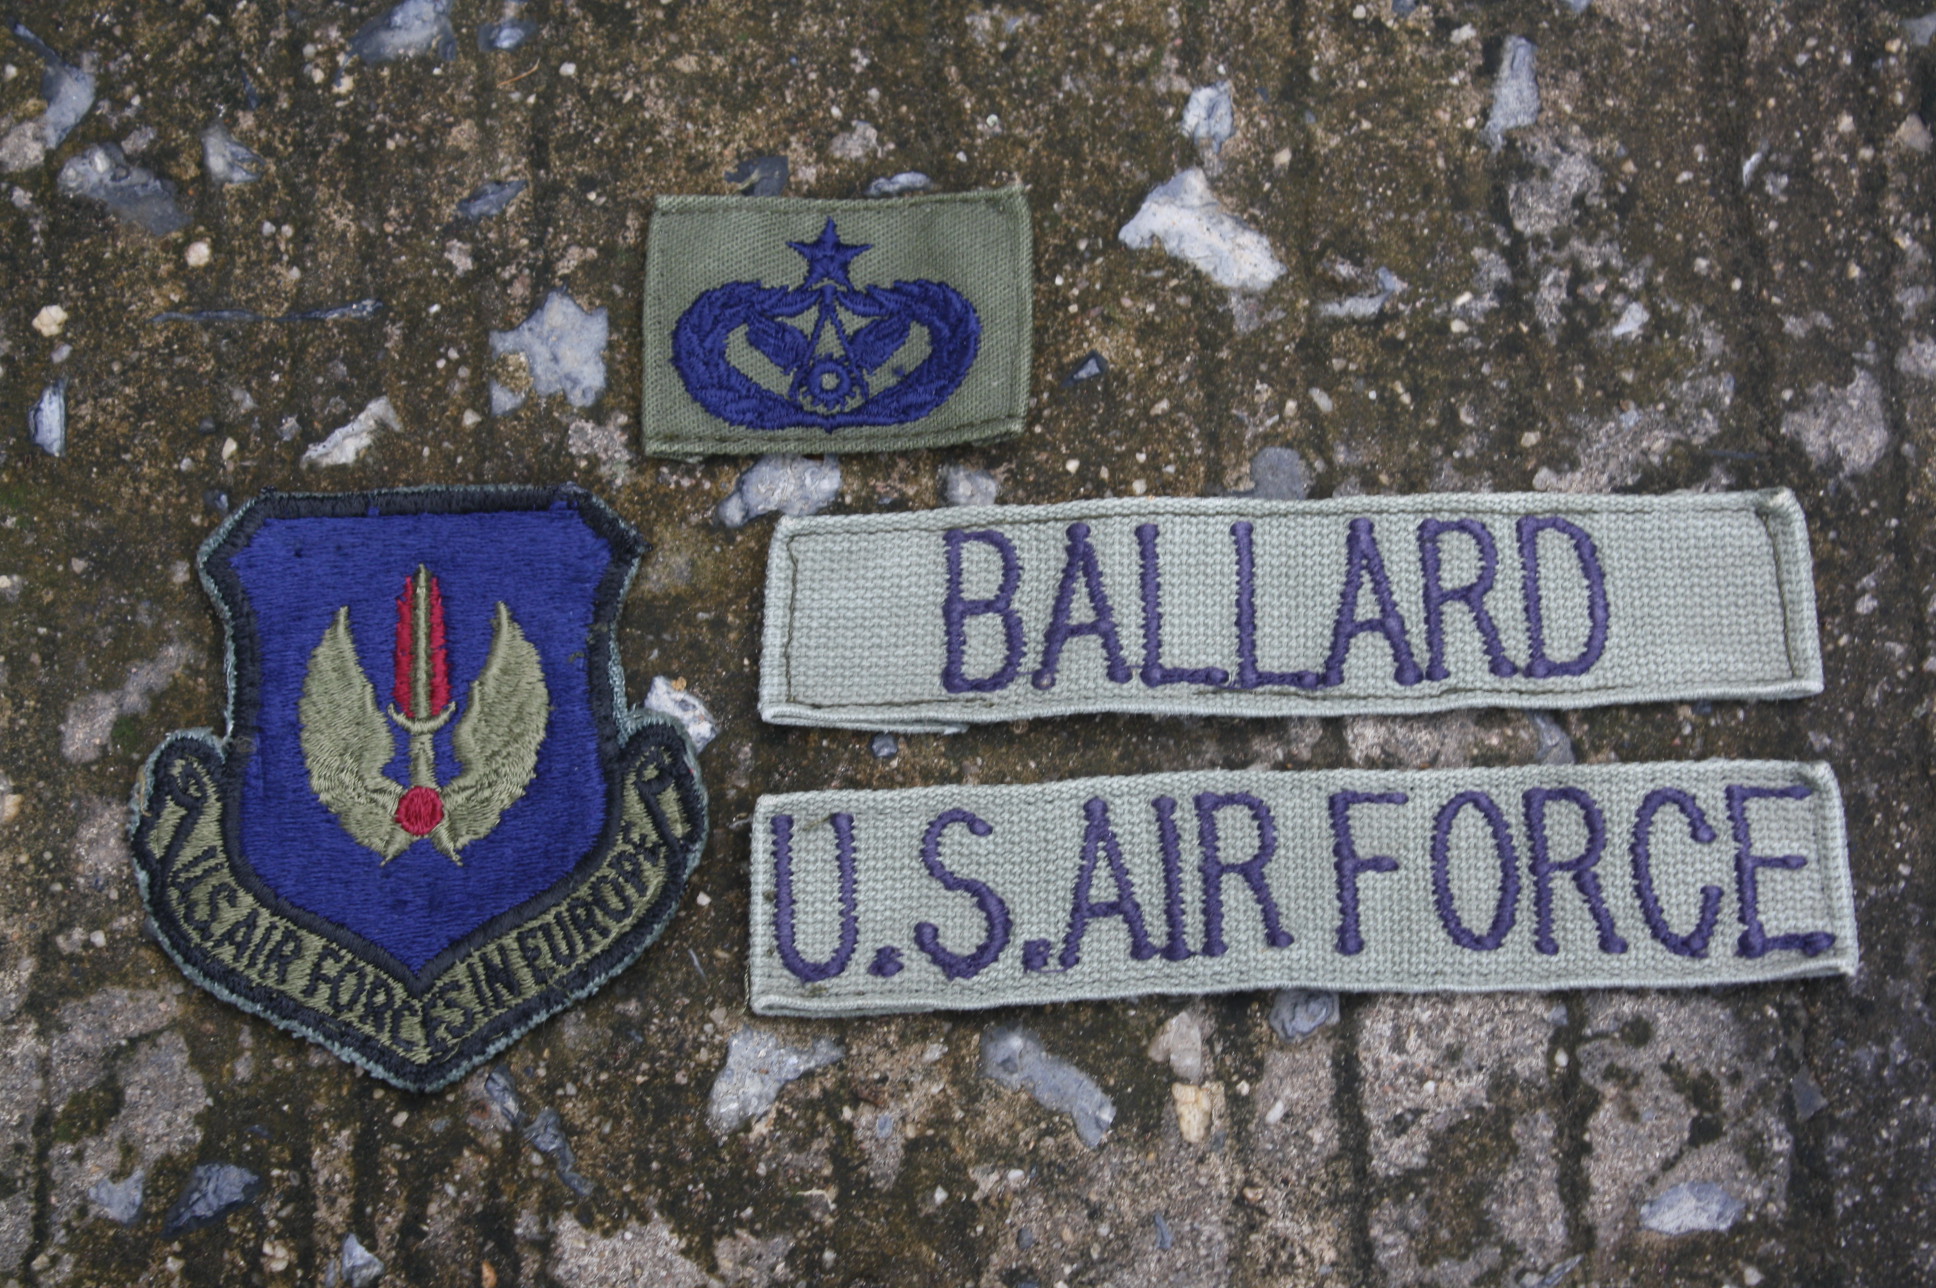 BALLARD
U.S. AIR FORCE
U.S. AIR FORCES IN EUROPE